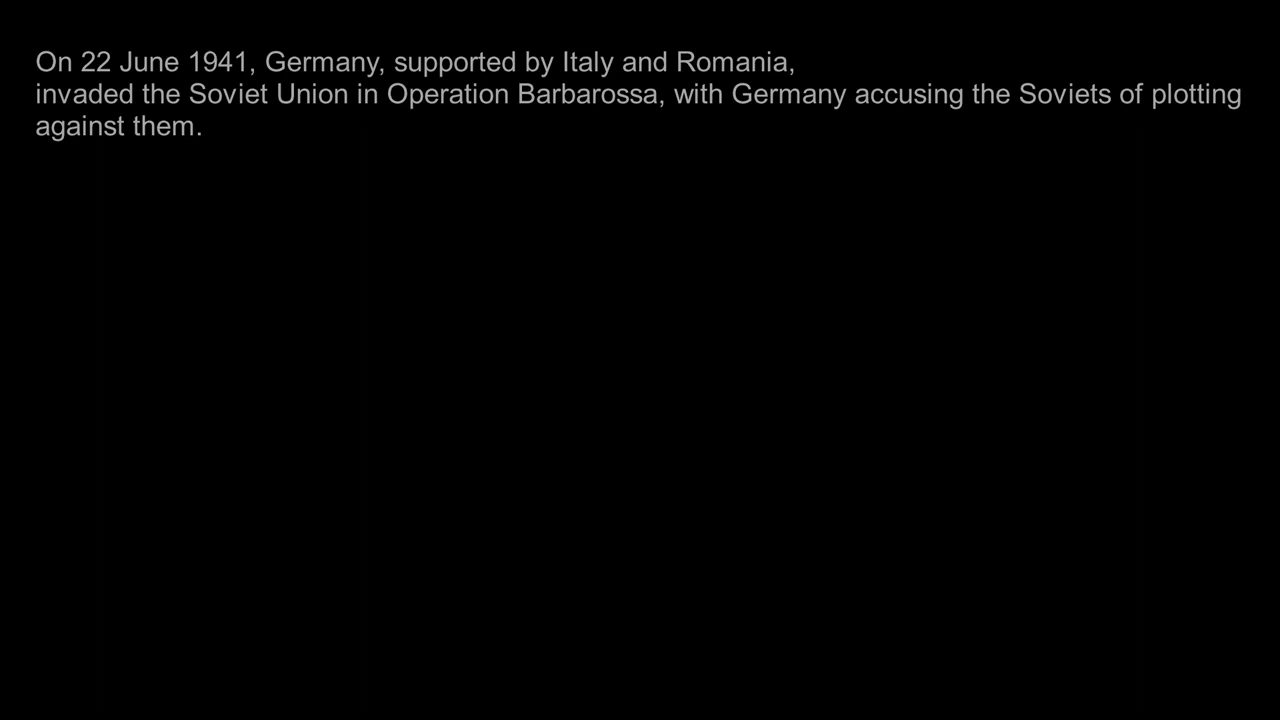 On 22 June 1941, Germany, supported by Italy and Romania,
invaded the Soviet Union in Operation Barbarossa, with Germany accusing the Soviets of plotting
against them.